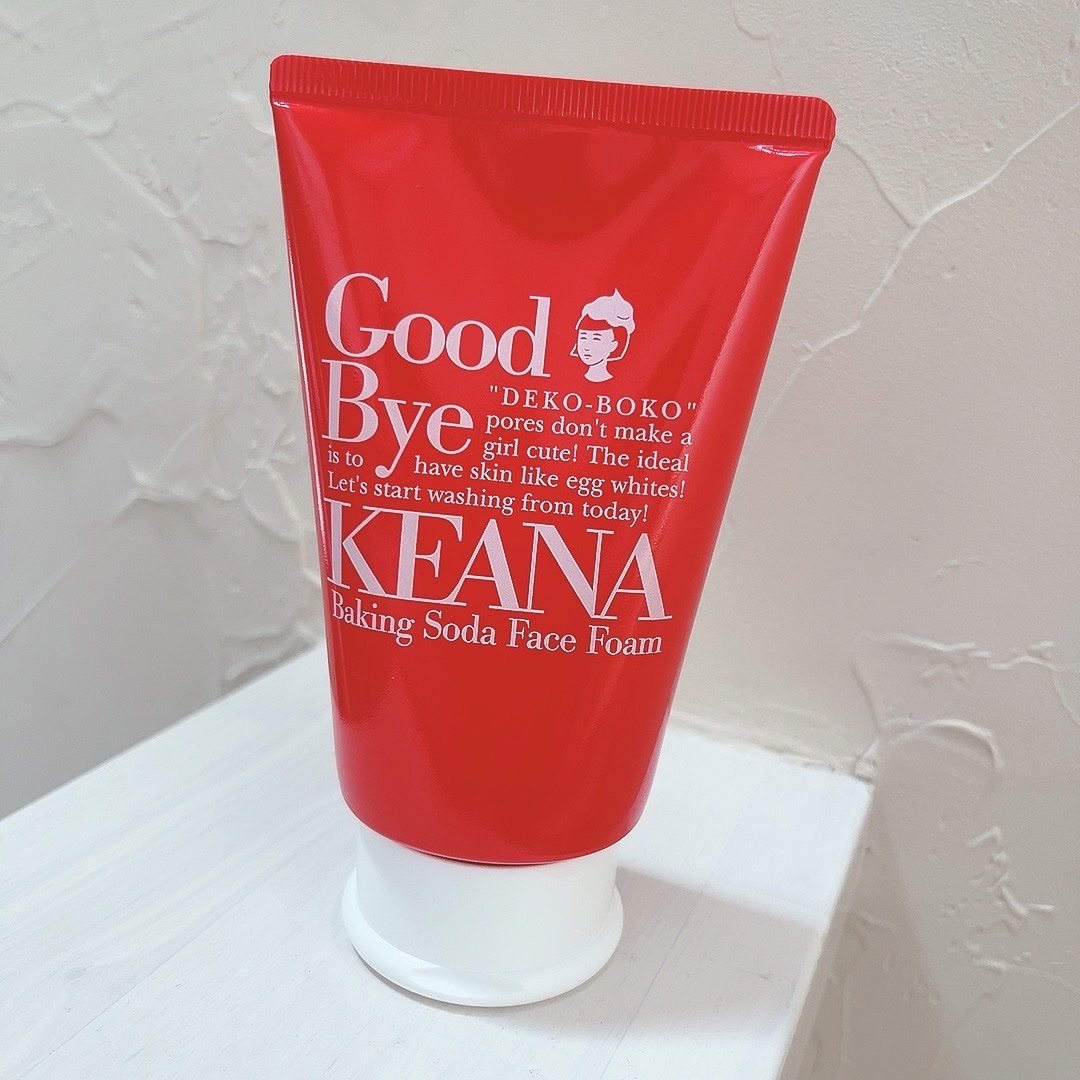 Good
Bye
"DEKO-BOKO"
pores don't make a
girl cute! The ideal
is to have skin like egg whites!
Let's start washing from today!
KEANA
Baking Soda Face Foam